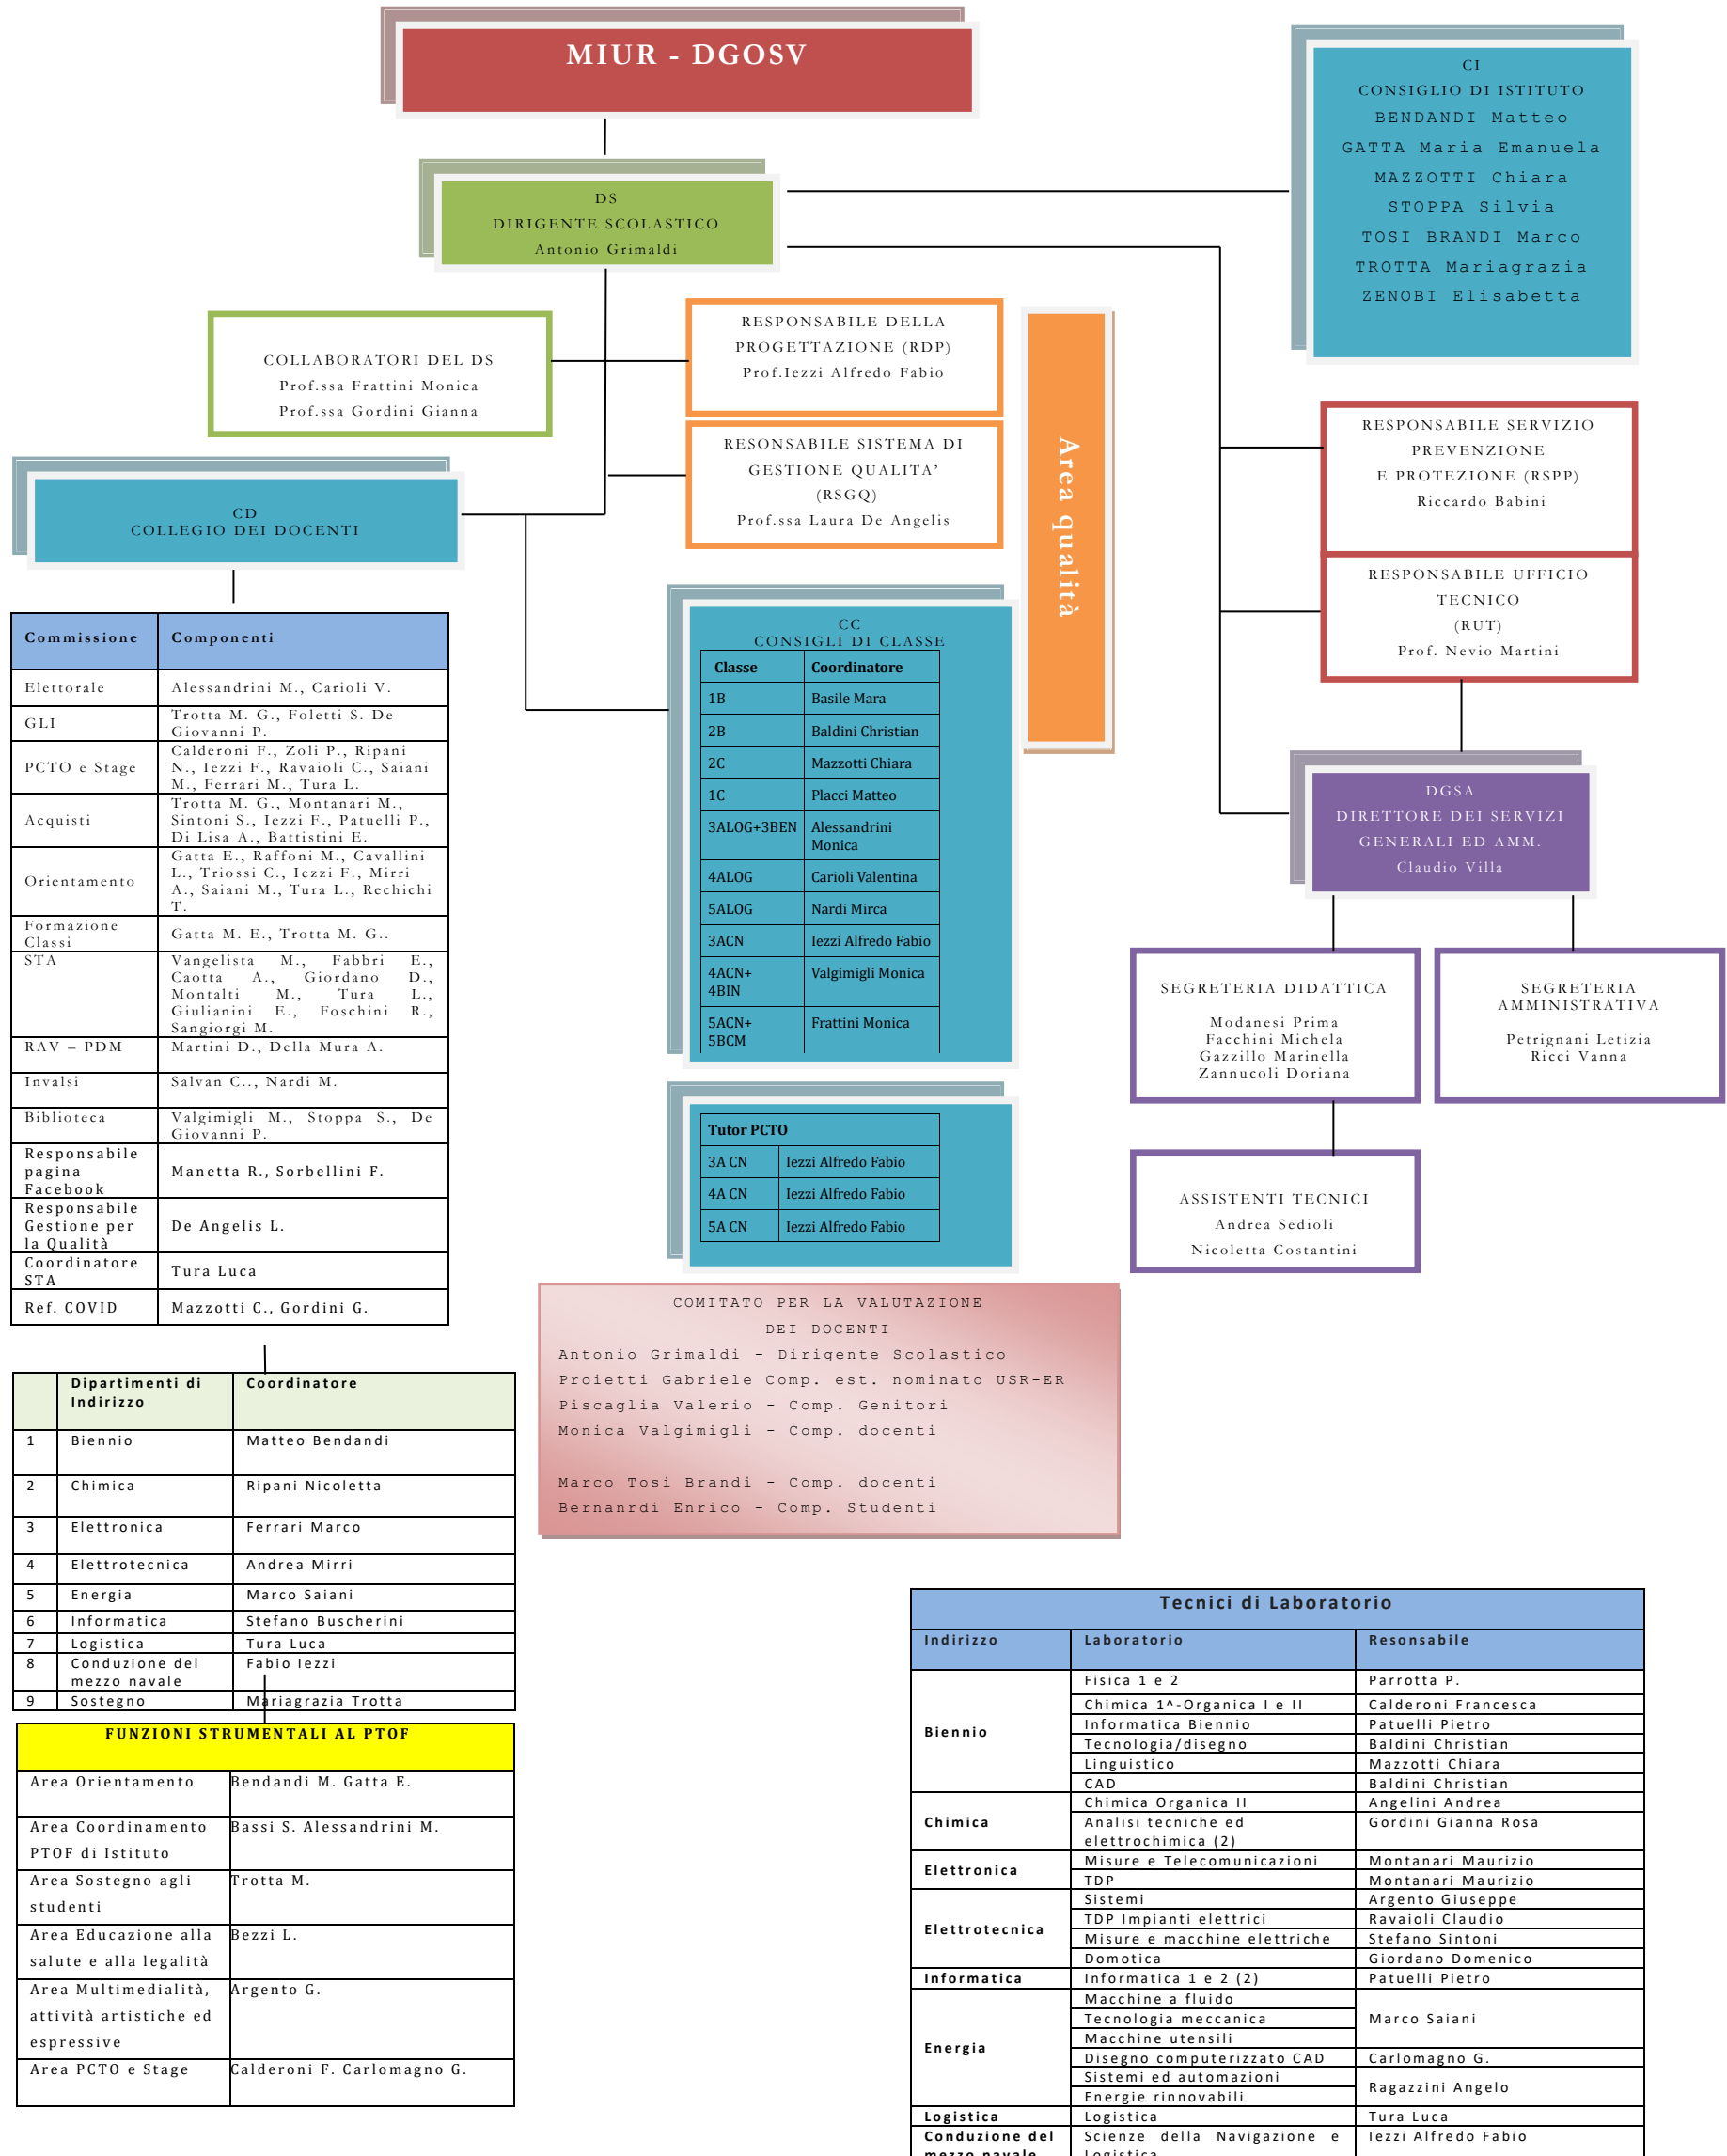 MIUR - DGOSV
DS
DIRIGENTE SCOLASTICO
Antonio Grimaldi
CI
CONSIGLIO DI ISTITUTO
BENDANDI Matteo
GATTA Maria Emanuela
MAZZOTTI Chiara
STOPPA Silvia
TOSI BRANDI Marco
TROTTA Mariagrazia
ZENOBI Elisabetta
COLLABORATORI DEL DS
Prof.ssa Frattini Monica
Prof.ssa Gordini Gianna
RESPONSABILE DELLA
PROGETTAZIONE (RDP)
Prof.Iezzi Alfredo Fabio
RESONSABILE SISTEMA DI
GESTIONE QUALITA'
(RSGQ)
Prof.ssa Laura De Angelis
Area qualità
RESPONSABILE SERVIZIO
PREVENZIONE
E PROTEZIONE (RSPP)
Riccardo Babini
RESPONSABILE UFFICIO
TECNICO
(RUT)
Prof. Nevio Martini
CD
COLLEGIO DEI DOCENTI
Commissione Componenti
Elettorale Alessandrini M., Carioli V.
GLI Trotta M. G., Foletti S. De
Giovanni P.
PCTO e Stage Calderoni F., Zoli P., Ripani
N., Iezzi F., Ravaioli C., Saiani
M., Ferrari M., Tura L.
Acquisti Trotta M. G., Montanari M.,
Sintoni S., Iezzi F., Patuelli P.,
Di Lisa A., Battistini E.
Orientamento Gatta E., Raffoni M., Cavallini
L., Triossi C., Iezzi F., Mirri
A., Saiani M., Tura L., Rechichi
T.
Formazione
Classi Gatta M. E., Trotta M. G..
STA Vangelista M., Fabbri E.,
Caotta A., Giordano D.,
Montalti M., Tura L.,
Giulianini E., Foschini R.,
Sangiorgi M.
RAV – PDM Martini D., Della Mura A.
Invalsi Salvan C.., Nardi M.
Biblioteca Valgimigli M., Stoppa S., De
Giovanni P.
Responsabile
pagina
Facebook Manetta R., Sorbellini F.
Responsabile
Gestione per
la Qualità De Angelis L.
Coordinatore
STA Tura Luca
Ref. COVID Mazzotti C., Gordini G.
CC
CONSIGLI DI CLASSE
Classe Coordinatore
1B Basile Mara
2B Baldini Christian
2C Mazzotti Chiara
1C Placci Matteo
3ALOG+3BEN Alessandrini
Monica
4ALOG Carioli Valentina
5ALOG Nardi Mirca
3ACN Iezzi Alfredo Fabio
4ACN+
4BIN Valgimigli Monica
5ACN+
5BCM Frattini Monica
Tutor PCTO
3A CN Iezzi Alfredo Fabio
4A CN Iezzi Alfredo Fabio
5A CN Iezzi Alfredo Fabio
DGSA
DIRETTORE DEI SERVIZI
GENERALI ED AMM.
Claudio Villa
SEGRETERIA DIDATTICA
Modanesi Prima
Facchini Michela
Gazzillo Marinella
Zannucoli Doriana
SEGRETERIA
AMMINISTRATIVA
Petrignani Letizia
Ricci Vanna
ASSISTENTI TECNICI
Andrea Sedioli
Nicoletta Costantini
COMITATO PER LA VALUTAZIONE
DEI DOCENTI
Antonio Grimaldi – Dirigente Scolastico
Proietti Gabriele Comp. est. nominato USR-ER
Piscaglia Valerio – Comp. Genitori
Monica Valgimigli – Comp. docenti
Marco Tosi Brandi – Comp. docenti
Bernanrdi Enrico – Comp. Studenti
Dipartimenti di
Indirizzo Coordinatore
1 Biennio Matteo Bendandi
2 Chimica Ripani Nicoletta
3 Elettronica Ferrari Marco
4 Elettrotecnica Andrea Mirri
5 Energia Marco Saiani
6 Informatica Stefano Buscherini
7 Logistica Tura Luca
8 Conduzione del
mezzo navale Fabio Iezzi
9 Sostegno Mariagrazia Trotta
FUNZIONI STRUMENTALI AL PTOF
Area Orientamento Bendandi M. Gatta E.
Area Coordinamento
PTOF di Istituto Bassi S. Alessandrini M.
Area Sostegno agli
studenti Trotta M.
Area Educazione alla
salute e alla legalità Bezzi L.
Area Multimedialità,
attività artistiche ed
espressive Argento G.
Area PCTO e Stage Calderoni F. Carlomagno G.
Tecnici di Laboratorio
Indirizzo Laboratorio Resonsabile
Biennio
Fisica 1 e 2 Parrotta P.
Chimica 1^-Organica I e II Calderoni Francesca
Informatica Biennio Patuelli Pietro
Tecnologia/disegno Baldini Christian
Linguistico Mazzotti Chiara
CAD Baldini Christian
Chimica
Chimica Organica II Angelini Andrea
Analisi tecniche ed
elettrochimica (2) Gordini Gianna Rosa
Elettronica
Misure e Telecomunicazioni Montanari Maurizio
TDP Montanari Maurizio
Elettrotecnica
Sistemi Argento Giuseppe
TDP Impianti elettrici Ravaioli Claudio
Misure e macchine elettriche Stefano Sintoni
Domotica Giordano Domenico
Informatica Informatica 1 e 2 (2) Patuelli Pietro
Energia
Macchine a fluido
Tecnologia meccanica Marco Saiani
Macchine utensili
Disegno computerizzato CAD Carlomagno G.
Sistemi ed automazioni
Energie rinnovabili Ragazzini Angelo
Logistica Logistica Tura Luca
Conduzione del
mezzo navale
Scienze della Navigazione e
Logistica Iezzi Alfredo Fabio